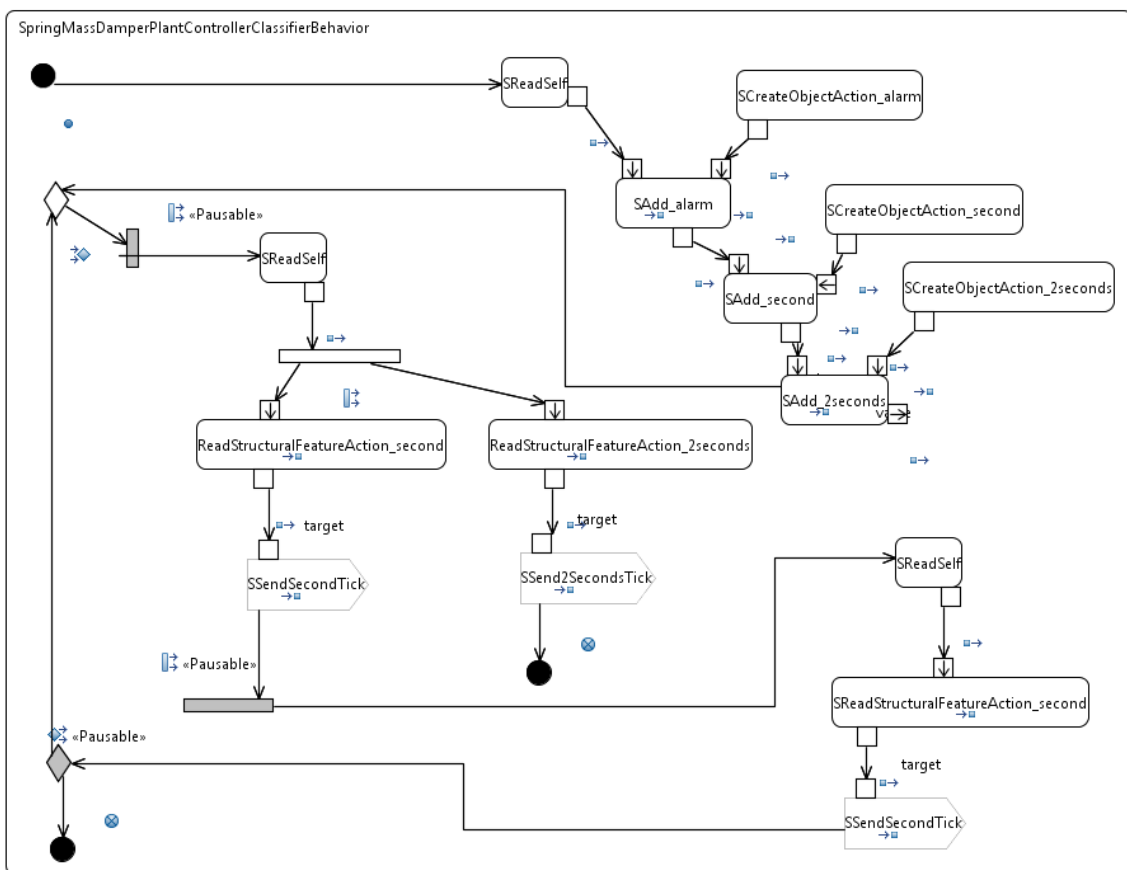 SpringMassDamperPlantControllerClassifierBehavior
SReadSelf
SCreateObjectAction_alarm
SAdd_alarm
SCreateObjectAction_second
«Pausable»
SReadSelf
SAdd_second
SCreateObjectAction_2seconds
SAdd_2seconds
ReadStructuralFeatureAction_second
ReadStructuralFeatureAction_2seconds
target
target
SReadSelf
SSendSecondTick
SSend2SecondsTick
«Pausable»
SReadStructuralFeatureAction_second
«Pausable»
target
SSendSecondTick